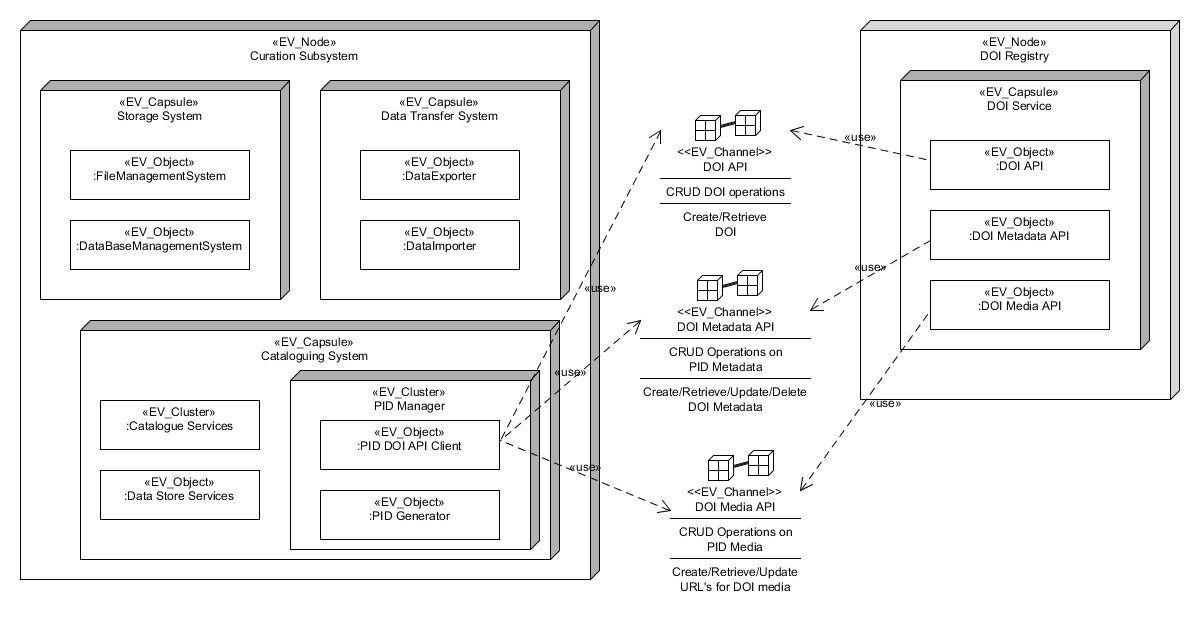 «EV_Node»
Curation Subsystem
«EV_Capsule»
Storage System
«EV_Object»
:FileManagementSystem
«EV_Object»
:DataBaseManagementSystem
«EV_Capsule»
Data Transfer System
«EV_Object»
:DataExporter
«EV_Object»
:DataImporter
«EV_Capsule»
Cataloguing System
«EV_Cluster»
:Catalogue Services
«EV_Object»
:Data Store Services
«EV_Cluster»
PID Manager
«EV_Object»
:PID DOI API Client
«EV_Object»
:PID Generator
«use»
«use»
«use»
<<EV_Channel>>
DOI API
CRUD DOI operations
Create/Retrieve
DOI
<<EV_Channel>>
DOI Metadata API
CRUD Operations on
PID Metadata
Create/Retrieve/Update/Delete
DOI Metadata
<<EV_Channel>>
DOI Media API
CRUD Operations on
PID Media
Create/Retrieve/Update
URL's for DOI media
«use»
«use»
«use»
«EV_Node»
DOI Registry
«EV_Capsule»
DOI Service
«EV_Object»
:DOI API
«EV_Object»
:DOI Metadata API
«EV_Object»
:DOI Media API